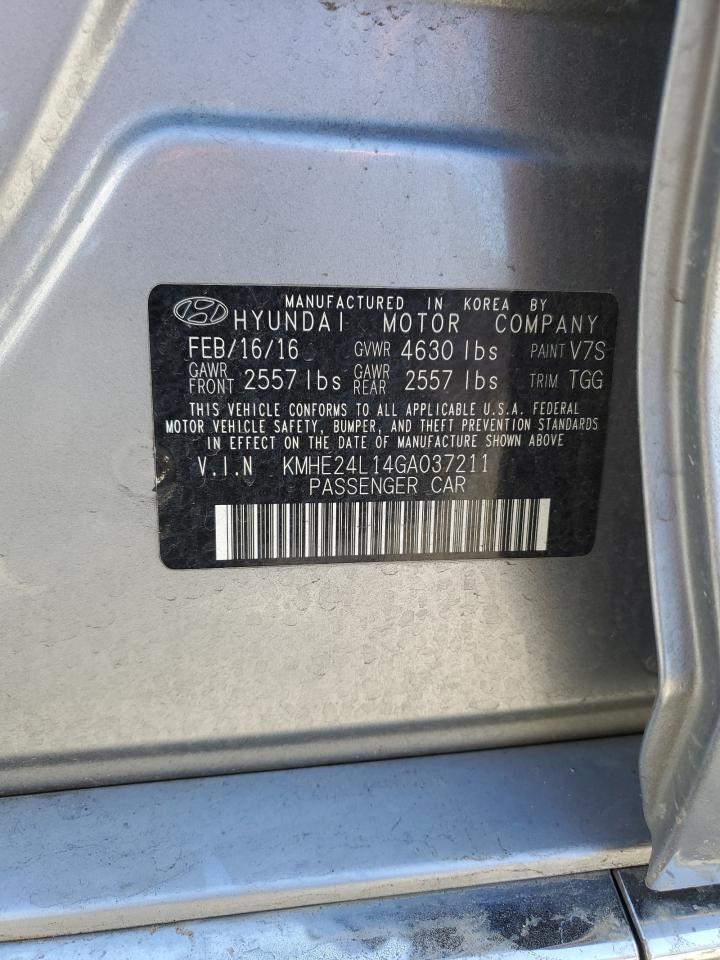 MANUFACTURED IN KOREA BY
HYUNDAI MOTOR COMPANY
FEB/16/16 GVWR 4630 lbs PAINT V7S
GAWR FRONT 2557 lbs GAWR REAR 2557 lbs TRIM TGG
THIS VEHICLE CONFORMS TO ALL APPLICABLE U.S.A. FEDERAL
MOTOR VEHICLE SAFETY, BUMPER, AND THEFT PREVENTION STANDARDS
IN EFFECT ON THE DATE OF MANUFACTURE SHOWN ABOVE
V.I.N KMHE24L14GA037211
PASSENGER CAR